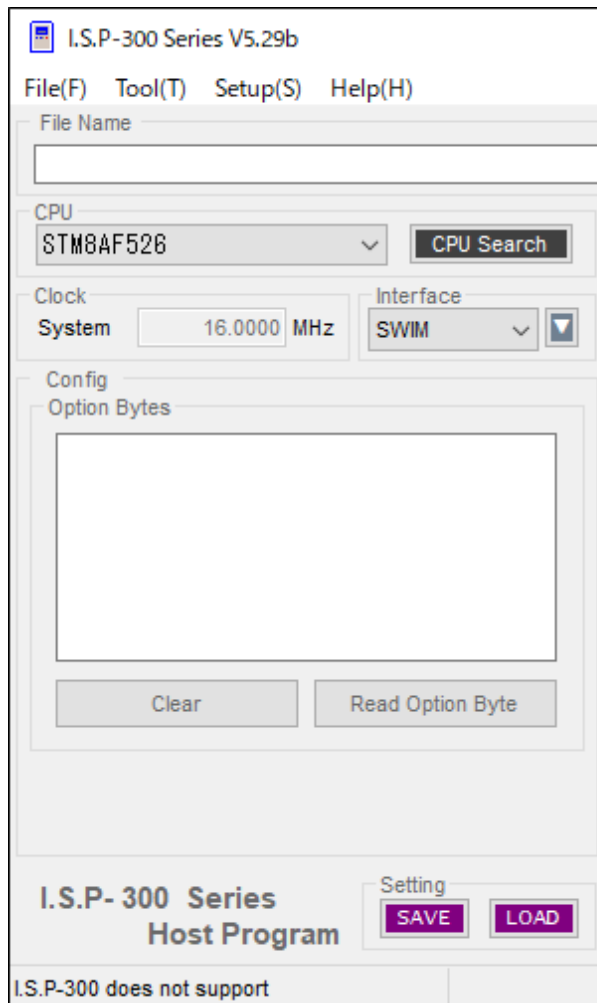 I.S.P-300 Series V5.29b
File(F) Tool(T) Setup(S) Help(H)
File Name
CPU
STM8AF526
CPU Search
Clock
System 16.0000 MHz
Interface
SWIM
Config
Option Bytes
Clear
Read Option Byte
I.S.P- 300 Series
Host Program
Setting
SAVE
LOAD
I.S.P-300 does not support